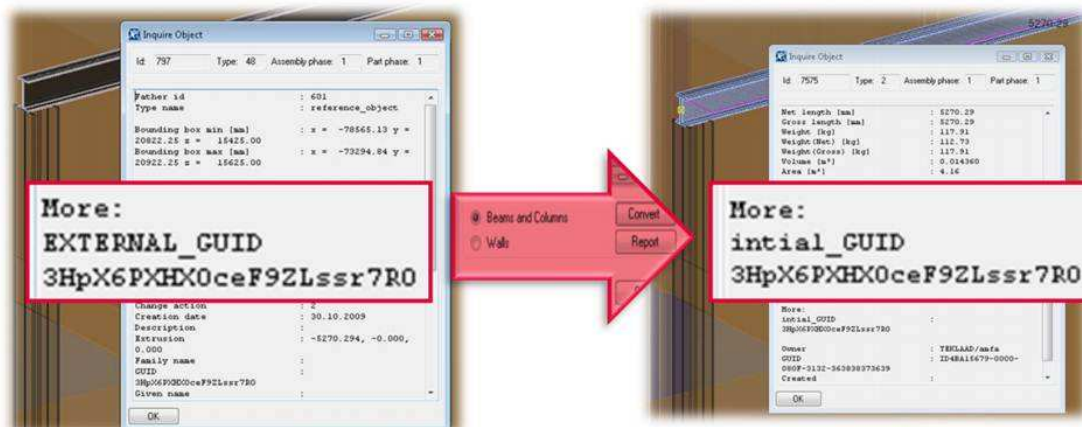 Inquire Object
Id: 797 Type: 48 Assembly phase: 1 Part phase: 1
Father id : 601
Type name : reference_object
Bounding box min [mm] : x = -78565.13 y =
20822.25 z = 15425.00
Bounding box max [mm] : x = -73294.84 y =
20922.25 z = 15625.00
More:
EXTERNAL_GUID
3HpX6PXHX0ceF9ZLssr7R0
Change action : 2
Creation date : 30.10.2009
Description :
Extrusion : -5270.294, -0.000,
0.000
Family name :
GUID :
3HpX6PXHX0ceF9ZLssr7R0
Given name :
OK
Beams and Columns
Walls
Convert
Report
5270.29
Inquire Object
Id: 7575 Type: 2 Assembly phase: 1 Part phase: 1
Net length [mm] : 5270.29
Gross length [mm] : 5270.29
Weight [kg] : 117.91
Weight(Net) [kg] : 112.73
Weight(Gross) [kg] : 117.91
Volume [m³] : 0.014360
Area [m²] : 4.16
More:
intial_GUID
3HpX6PXHX0ceF9ZLssr7R0
More:
intial_GUID :
3HpX6PXHX0ceF9ZLssr7R0
Owner : TEKLAAD/amfa
GUID : ID4BA15679-0000-
080F-3132-363838373639
Created :
OK